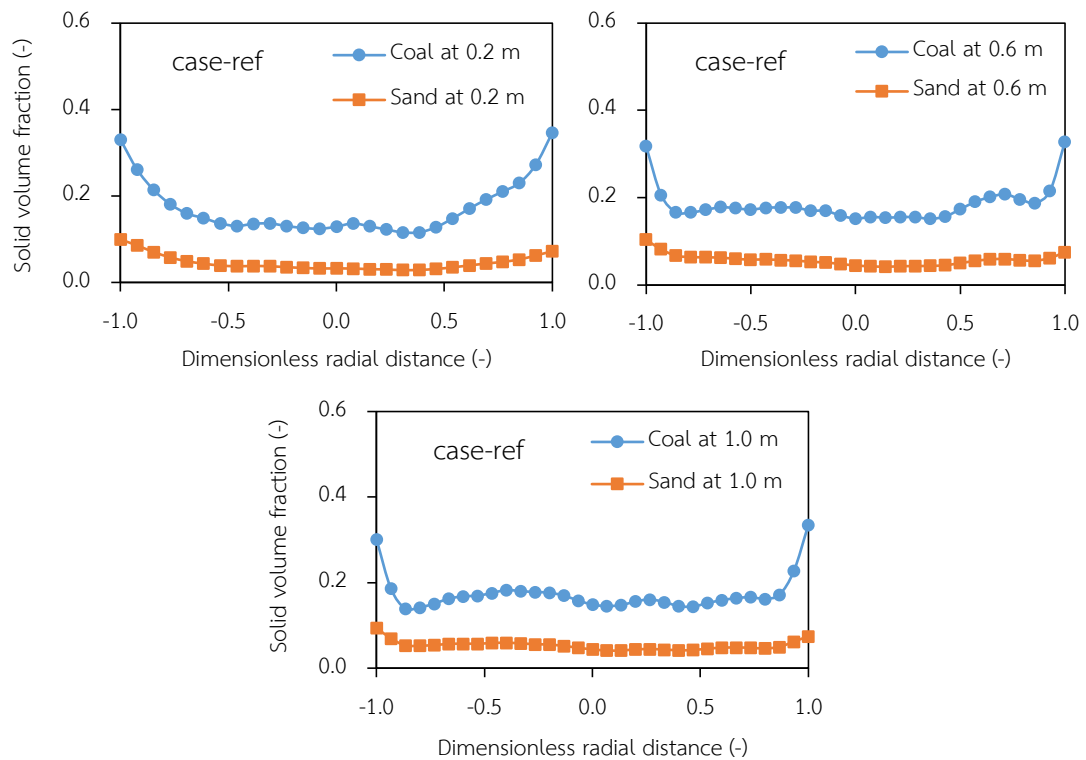 Solid volume fraction (-)
0.6
0.4
0.2
0.0
case-ref
Coal at 0.2 m
Sand at 0.2 m
-1.0 -0.5 0.0 0.5 1.0
Dimensionless radial distance (-)
0.6
0.4
0.2
0.0
case-ref
Coal at 0.6 m
Sand at 0.6 m
-1.0 -0.5 0.0 0.5 1.0
Dimensionless radial distance (-)
Solid volume fraction (-)
0.6
0.4
0.2
0.0
case-ref
Coal at 1.0 m
Sand at 1.0 m
-1.0 -0.5 0.0 0.5 1.0
Dimensionless radial distance (-)